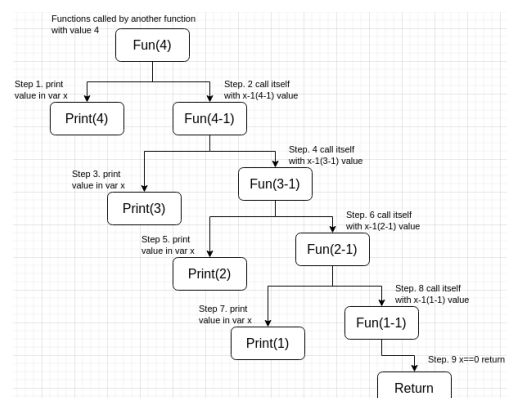 Functions called by another function
with value 4
Fun(4)
Step 1. print
value in var x
Step. 2 call itself
with x-1(4-1) value
Print(4)
Fun(4-1)
Step. 4 call itself
with x-1(3-1) value
Step 3. print
value in var x
Fun(3-1)
Print(3)
Step. 6 call itself
with x-1(2-1) value
Step 5. print
value in var x
Fun(2-1)
Print(2)
Step. 8 call itself
with x-1(1-1) value
Step 7. print
value in var x
Fun(1-1)
Print(1)
Step. 9 x==0 return
Return